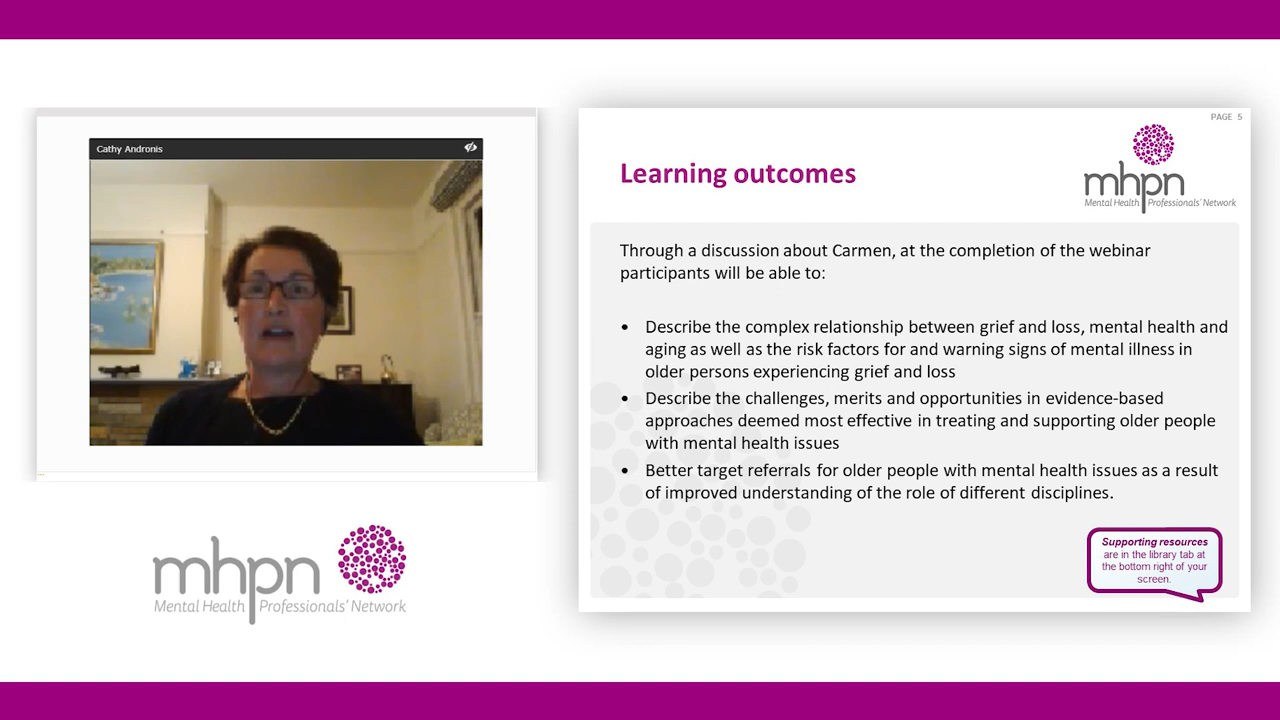 Cathy Andronis
mhpn
Mental Health Professionals' Network
PAGE 5
Learning outcomes
mhpn
Mental Health Professionals' Network
Through a discussion about Carmen, at the completion of the webinar
participants will be able to:
• Describe the complex relationship between grief and loss, mental health and
aging as well as the risk factors for and warning signs of mental illness in
older persons experiencing grief and loss
• Describe the challenges, merits and opportunities in evidence-based
approaches deemed most effective in treating and supporting older people
with mental health issues
• Better target referrals for older people with mental health issues as a result
of improved understanding of the role of different disciplines.
Supporting resources
are in the library tab at
the bottom right of your
screen.